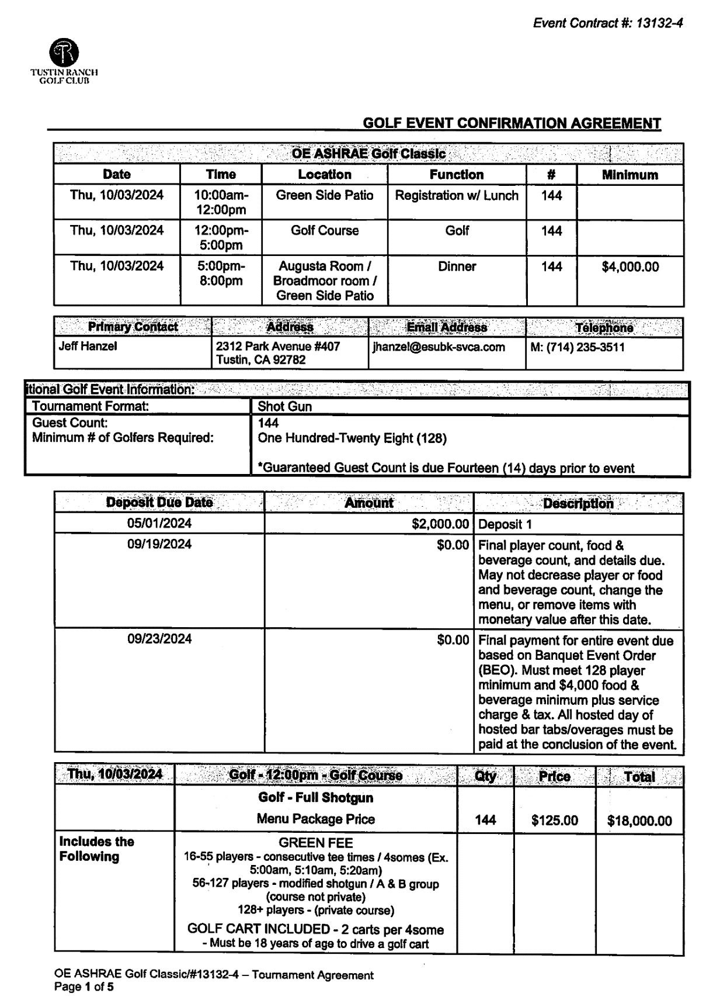 Event Contract #: 13132-4
TR
TUSTIN RANCH
GOLF CLUB
GOLF EVENT CONFIRMATION AGREEMENT
OE ASHRAE Golf Classic
Date Time Location Function # Minimum
Thu, 10/03/2024 10:00am- Green Side Patio Registration w/ Lunch 144
12:00pm
Thu, 10/03/2024 12:00pm- Golf Course Golf 144
5:00pm
Thu, 10/03/2024 5:00pm- Augusta Room / Dinner 144 $4,000.00
8:00pm Broadmoor room /
Green Side Patio
Primary Contact Address Email Address Telephone
Jeff Hanzel 2312 Park Avenue #407 jhanzel@esubk-svca.com M: (714) 235-3511
Tustin, CA 92782
itional Golf Event Information:
Tournament Format: Shot Gun
Guest Count: 144
Minimum # of Golfers Required: One Hundred-Twenty Eight (128)
*Guaranteed Guest Count is due Fourteen (14) days prior to event
Deposit Due Date Amount Description
05/01/2024 $2,000.00 Deposit 1
09/19/2024 $0.00 Final player count, food &
beverage count, and details due.
May not decrease player or food
and beverage count, change the
menu, or remove items with
monetary value after this date.
09/23/2024 $0.00 Final payment for entire event due
based on Banquet Event Order
(BEO). Must meet 128 player
minimum and $4,000 food &
beverage minimum plus service
charge & tax. All hosted day of
hosted bar tabs/overages must be
paid at the conclusion of the event.
Thu, 10/03/2024 Golf - 12:00pm - Golf Course Qty Price Total
Golf - Full Shotgun
Menu Package Price 144 $125.00 $18,000.00
Includes the GREEN FEE
Following 16-55 players - consecutive tee times / 4somes (Ex.
5:00am, 5:10am, 5:20am)
56-127 players - modified shotgun / A & B group
(course not private)
128+ players - (private course)
GOLF CART INCLUDED - 2 carts per 4some
- Must be 18 years of age to drive a golf cart
OE ASHRAE Golf Classic/#13132-4 – Tournament Agreement
Page 1 of 5